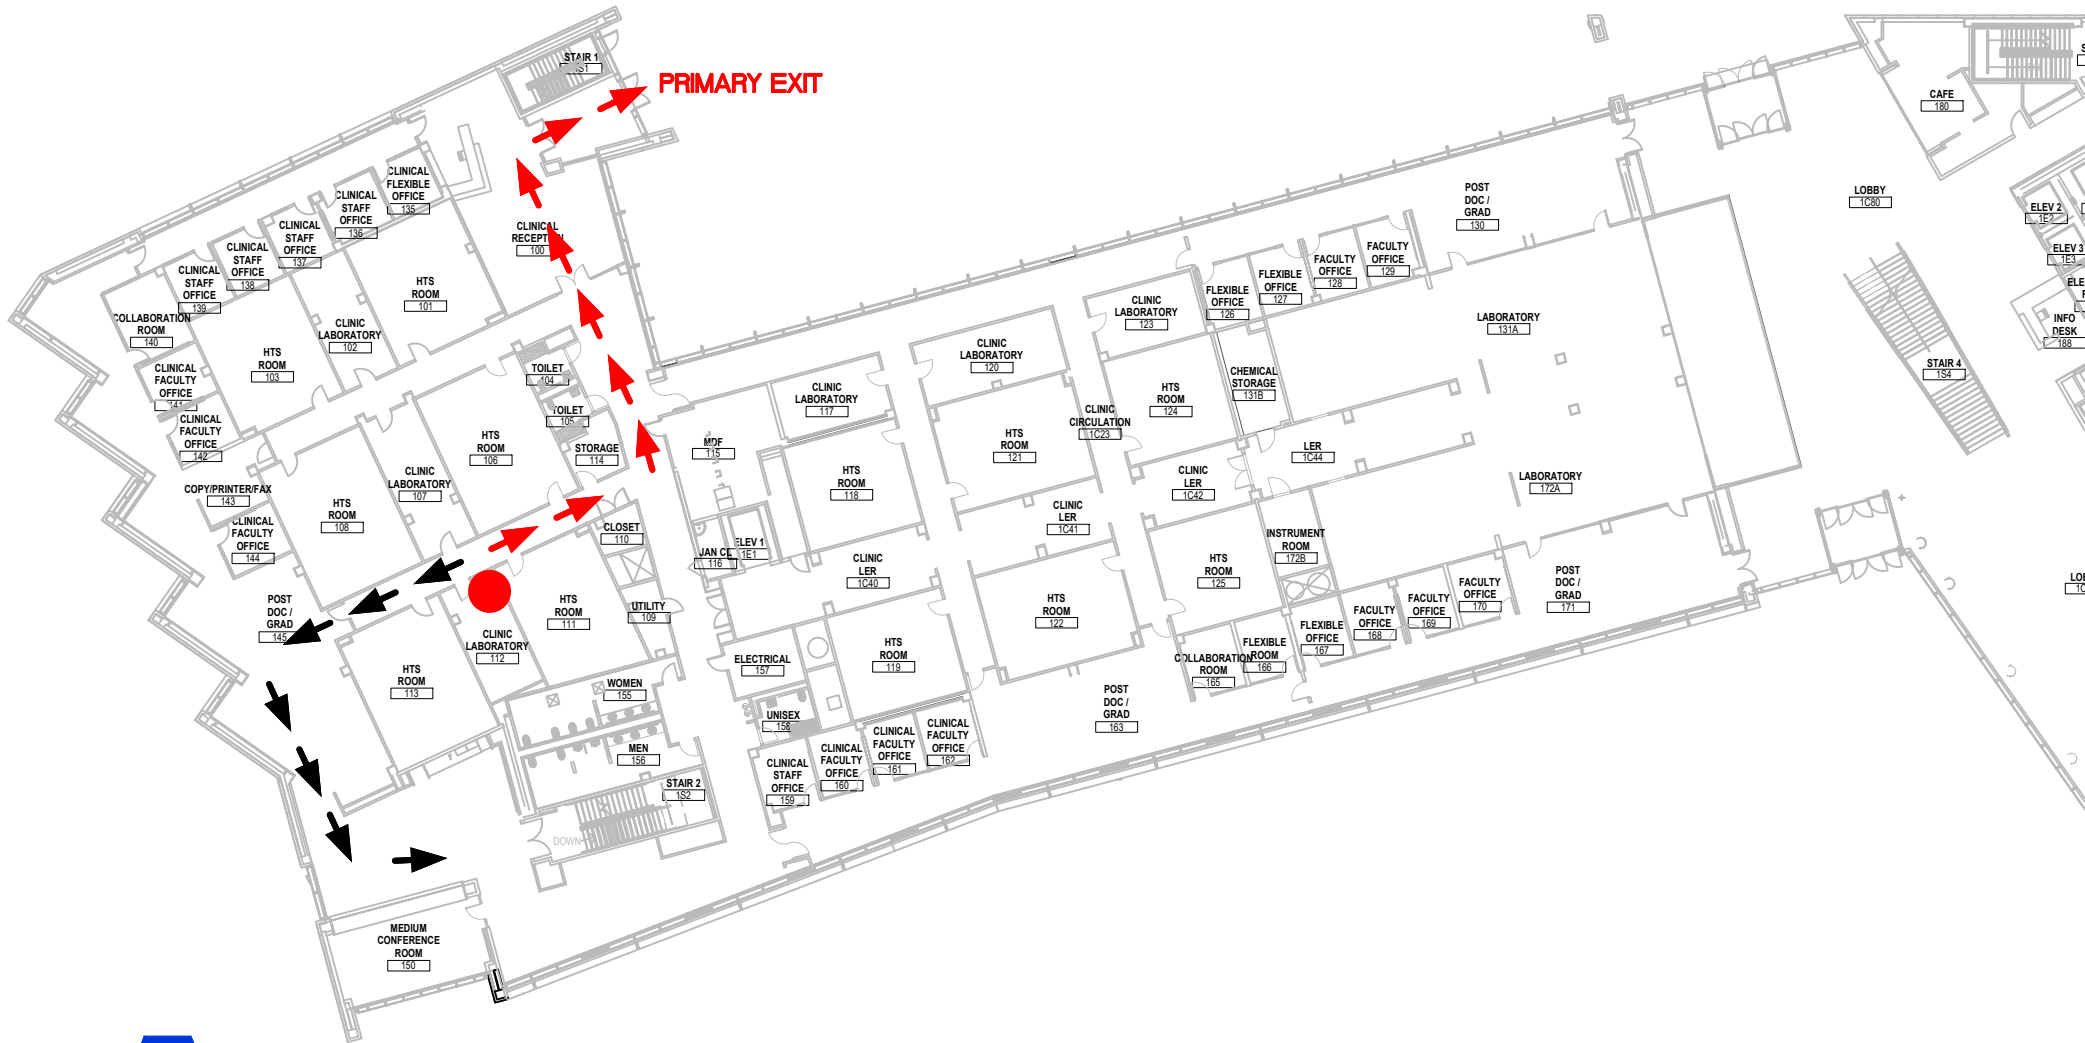 STAIR 1
1S1
PRIMARY EXIT
CAFE
180
CLINICAL
FLEXIBLE
OFFICE
135
CLINICAL
STAFF
OFFICE
136
CLINICAL
STAFF
OFFICE
137
CLINICAL
STAFF
OFFICE
138
CLINICAL
STAFF
OFFICE
139
COLLABORATION
ROOM
140
CLINICAL
FACULTY
OFFICE
141
CLINICAL
FACULTY
OFFICE
142
COPY/PRINTER/FAX
143
CLINICAL
FACULTY
OFFICE
144
POST
DOC /
GRAD
145
CLINICAL
RECEPTION
100
HTS
ROOM
101
CLINIC
LABORATORY
102
HTS
ROOM
103
TOILET
104
TOILET
105
STORAGE
114
HTS
ROOM
106
CLINIC
LABORATORY
107
HTS
ROOM
108
CLOSET
110
UTILITY
109
HTS
ROOM
111
CLINIC
LABORATORY
112
HTS
ROOM
113
WOMEN
155
MEN
156
STAIR 2
1S2
DOWN
MEDIUM
CONFERENCE
ROOM
150
MDF
115
JAN CL
116
ELEV 1
1E1
CLINIC
LABORATORY
117
HTS
ROOM
118
CLINIC
LER
1C40
HTS
ROOM
119
ELECTRICAL
157
UNISEX
158
CLINICAL
STAFF
OFFICE
159
CLINICAL
FACULTY
OFFICE
160
CLINICAL
FACULTY
OFFICE
161
CLINICAL
FACULTY
OFFICE
162
CLINIC
LABORATORY
120
HTS
ROOM
121
CLINIC
LER
1C41
HTS
ROOM
122
POST
DOC /
GRAD
163
CLINIC
CIRCULATION
1C23
CLINIC
LABORATORY
123
HTS
ROOM
124
CLINIC
LER
1C42
HTS
ROOM
125
COLLABORATION
ROOM
165
FLEXIBLE
ROOM
166
FLEXIBLE
OFFICE
167
FACULTY
OFFICE
168
FACULTY
OFFICE
169
FACULTY
OFFICE
170
POST
DOC /
GRAD
171
FLEXIBLE
OFFICE
126
FLEXIBLE
OFFICE
127
FACULTY
OFFICE
128
FACULTY
OFFICE
129
POST
DOC /
GRAD
130
CHEMICAL
STORAGE
131B
LABORATORY
131A
LER
1C44
LABORATORY
172A
INSTRUMENT
ROOM
172B
LOBBY
1C80
ELEV 2
1E2
ELEV 3
1E3
INFO
DESK
188
STAIR 4
1S4